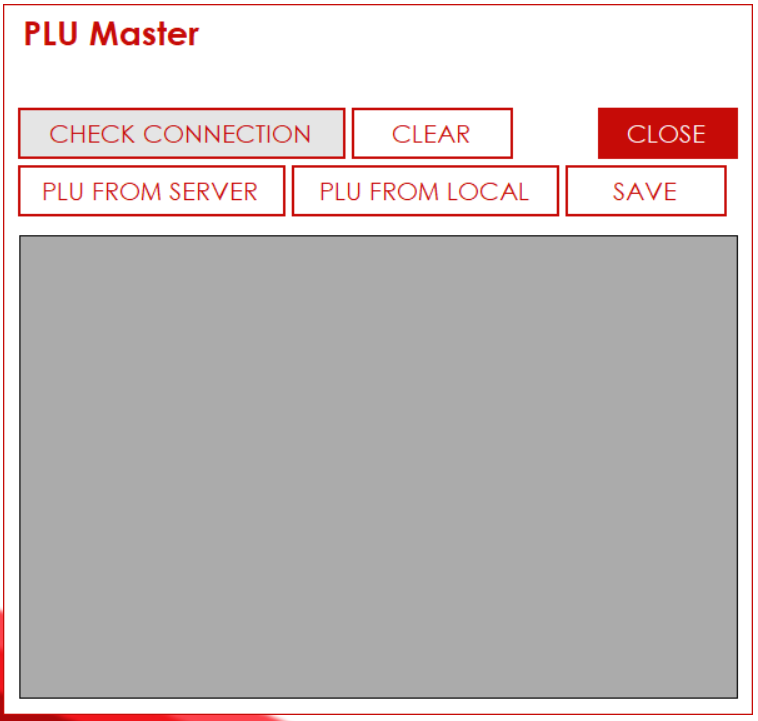 PLU Master
CHECK CONNECTION CLEAR CLOSE
PLU FROM SERVER PLU FROM LOCAL SAVE